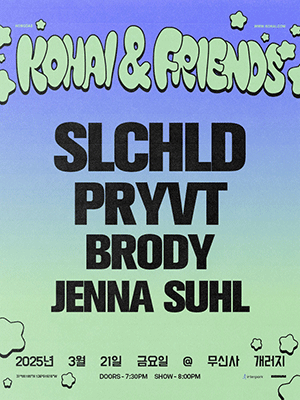 WWW.KOHAI.COM
KOHAI & FRIENDS
SLCHLD
PRYVT
BRODY
JENNA SUHL
2025년 3월 21일 금요일 @ 무신사 개러지
DOORS - 7:30PM SHOW - 8:00PM